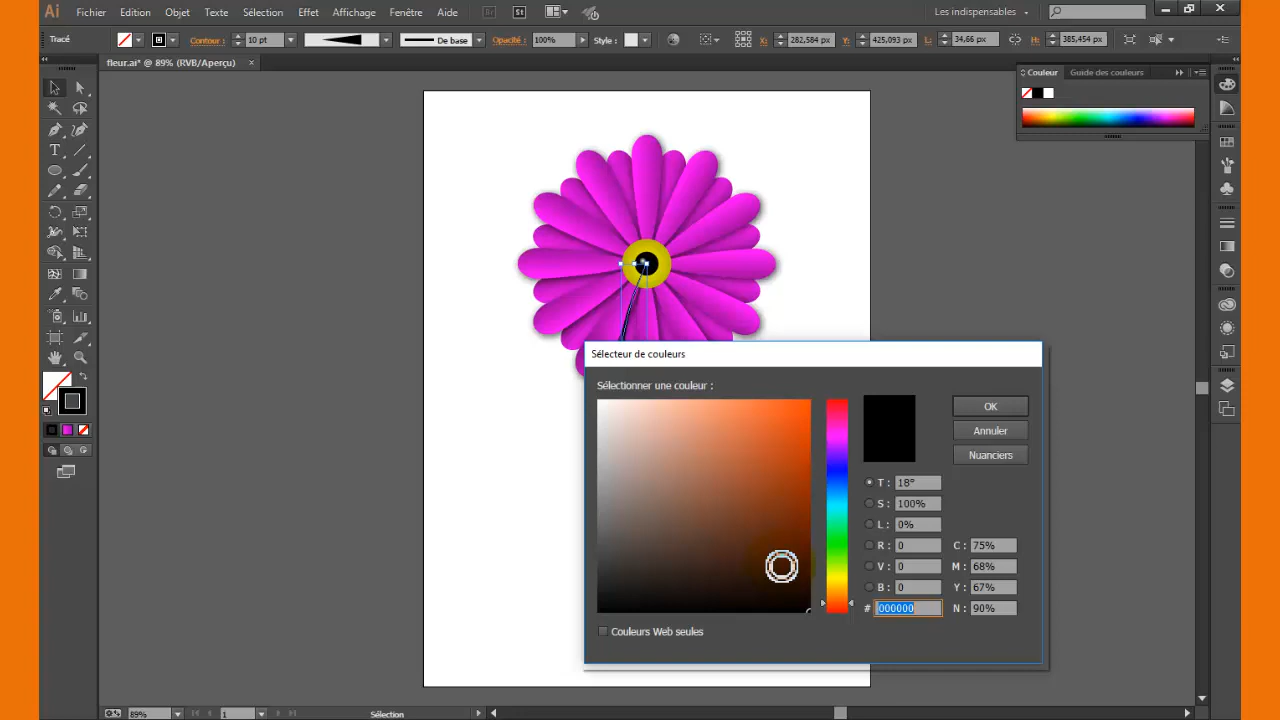 Ai Fichier Edition Objet Texte Sélection Effet Affichage Fenêtre Aide Br St Les indispensables
Tracé Contour : 10 pt De base Opacité : 100% Style : X: 282,584 px Y: 425,093 px L: 34,66 px H: 385,454 px
fleur.ai* @ 89% (RVB/Aperçu) ×
Couleur Guide des couleurs
Sélecteur de couleurs
Sélectionner une couleur :
OK
Annuler
Nuanciers
T : 18°
S : 100%
L : 0%
R : 0 C : 75%
V : 0 M : 68%
B : 0 Y : 67%
# 000000 N : 90%
Couleurs Web seules
89% 1 Sélection